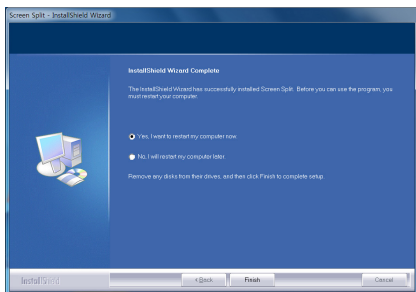 Screen Split - InstallShield Wizard
InstallShield Wizard Complete
The InstallShield Wizard has successfully installed Screen Split. Before you can use the program, you
must restart your computer.
Yes, I want to restart my computer now.
No, I will restart my computer later.
Remove any disks from their drives, and then click Finish to complete setup.
InstallShield
< Back
Finish
Cancel